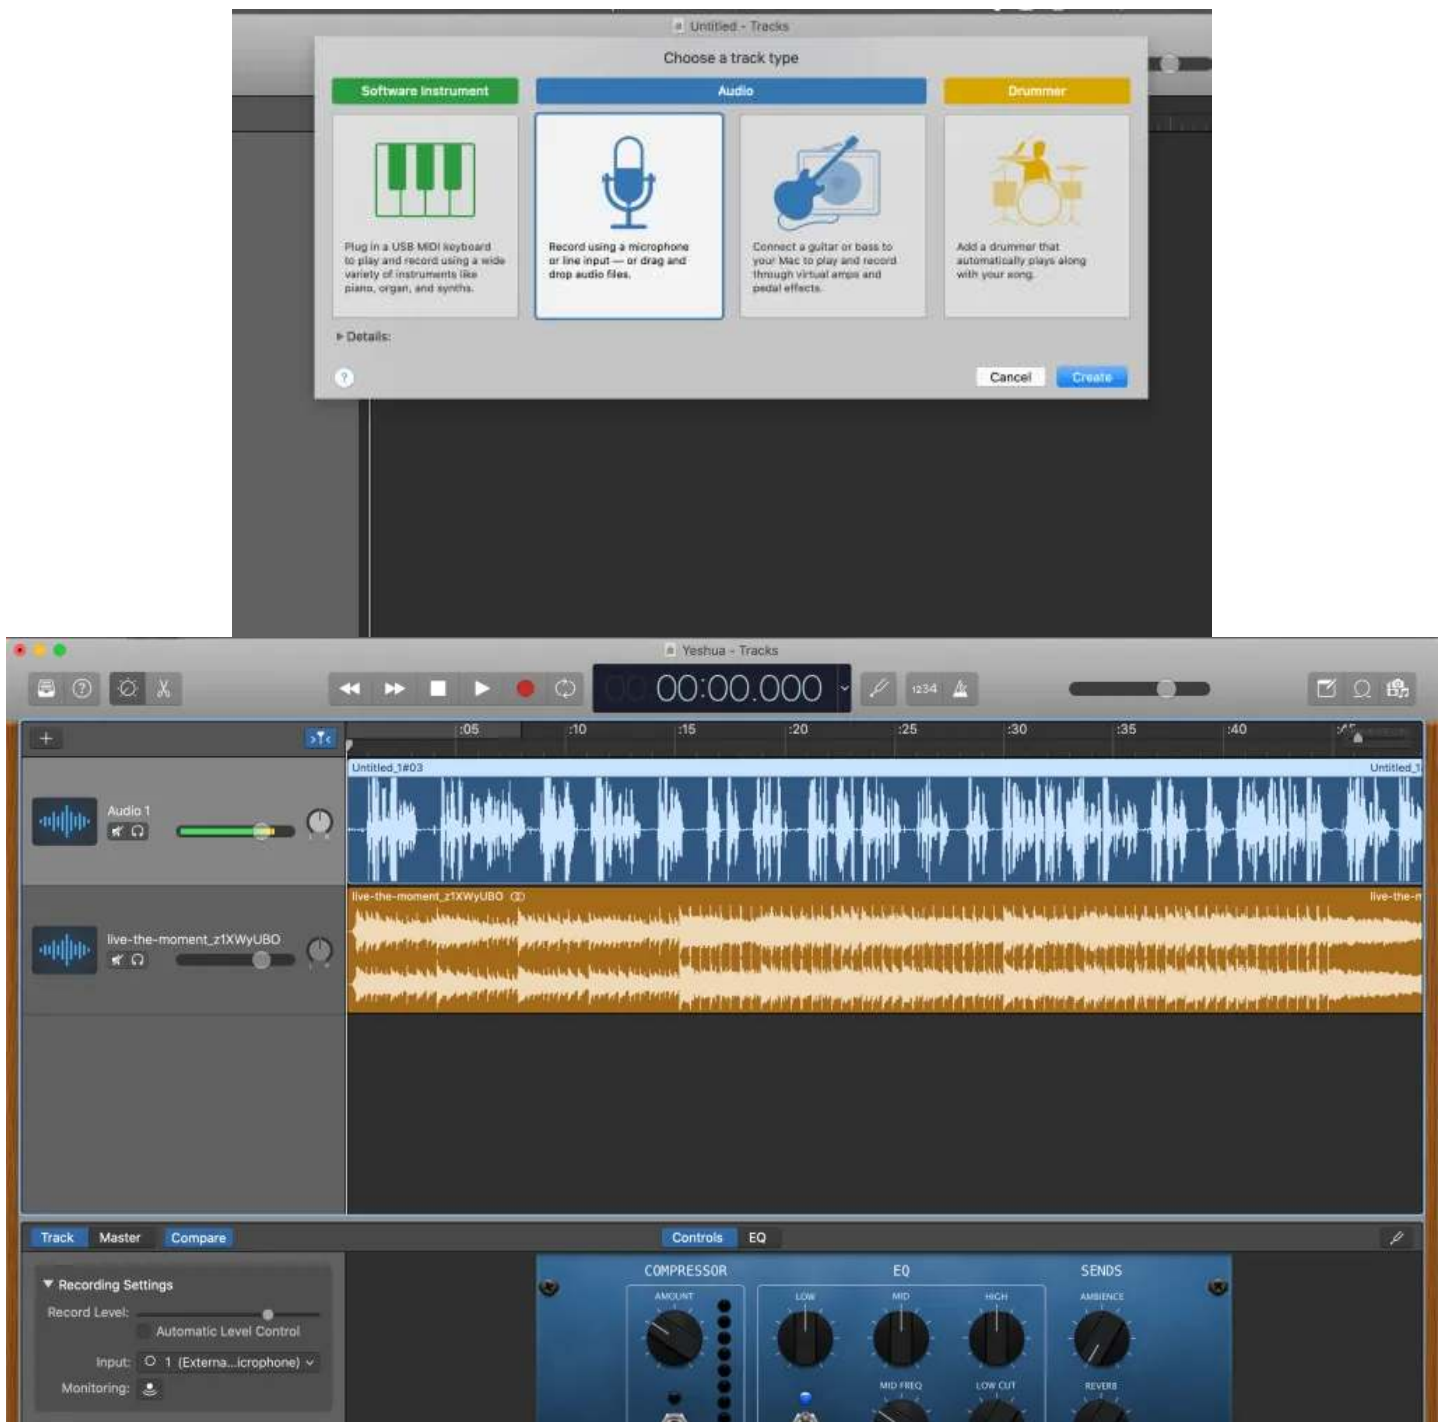 Untitled - Tracks
Choose a track type
Software Instrument
Audio
Drummer
Plug in a USB MIDI keyboard
to play and record using a wide
variety of instruments like
piano, organ, and synths.
Record using a microphone
or line input — or drag and
drop audio files.
Connect a guitar or bass to
your Mac to play and record
through virtual amps and
pedal effects.
Add a drummer that
automatically plays along
with your song.
Details:
?
Cancel
Create
Yeshua - Tracks
?
00:00.000
1234
:05 :10 :15 :20 :25 :30 :35 :40
Untitled_1#03
Untitled_1
Audio 1
live-the-moment_z1XWyUBO
live-the-m
live-the-moment_z1XWyUBO
Track Master Compare
Controls EQ
Recording Settings
Record Level:
Automatic Level Control
Input: 1 (Externa...icrophone)
Monitoring:
COMPRESSOR
EQ
SENDS
AMOUNT
LOW
MID
HIGH
AMBIENCE
MID FREQ
LOW CUT
REVERB